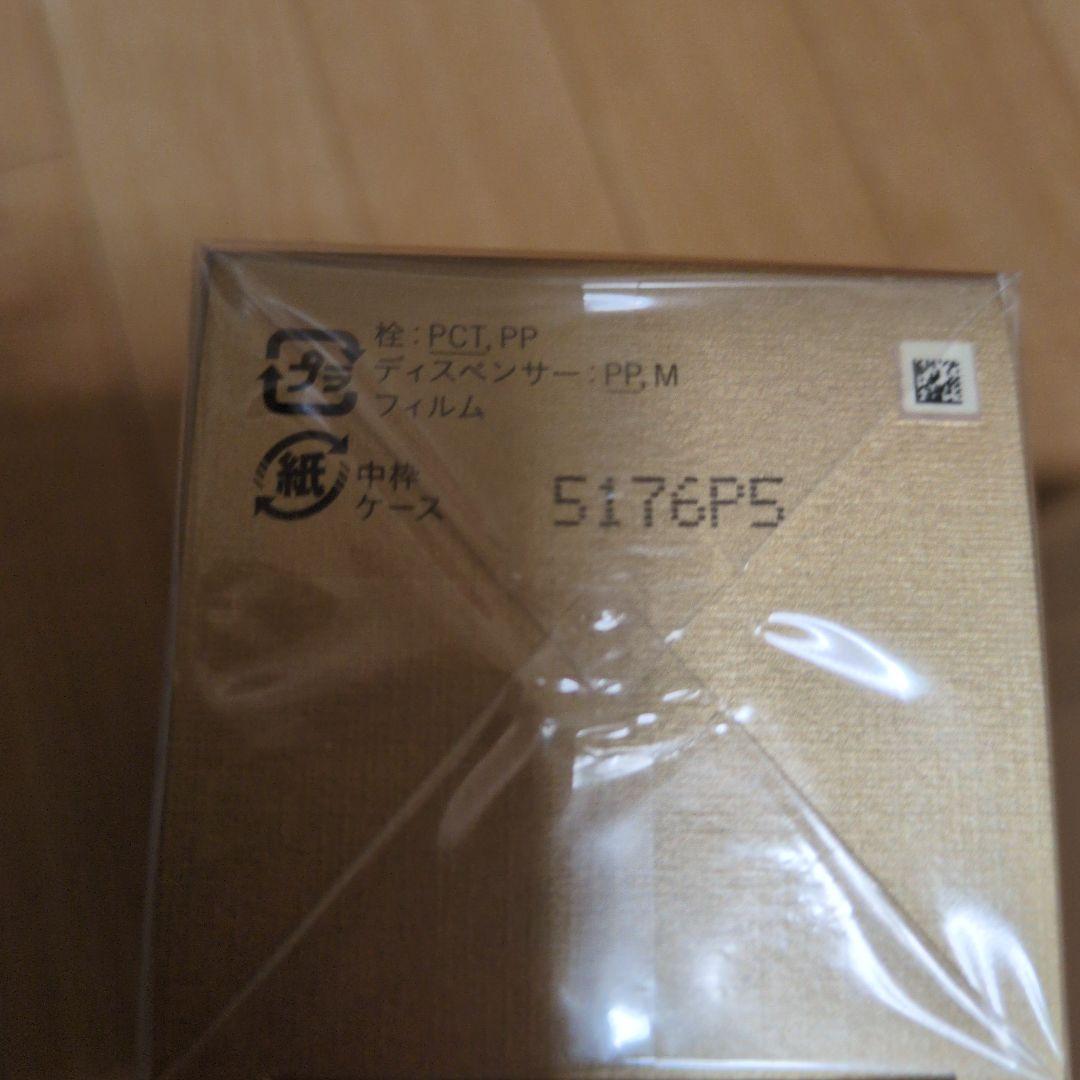 プラ
栓：PCT, PP
ディスペンサー：PP, M
フィルム
紙
中枠
ケース
5176P5